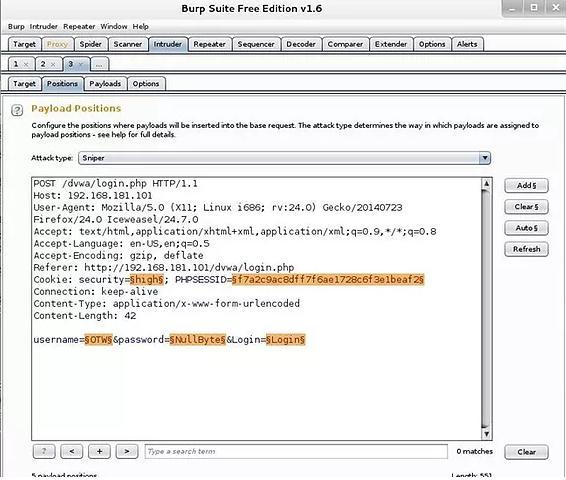 Burp Suite Free Edition v1.6
Burp Intruder Repeater Window Help
Target Proxy Spider Scanner Intruder Repeater Sequencer Decoder Comparer Extender Options Alerts
1 × 2 × 3 × ...
Target Positions Payloads Options
? Payload Positions
Configure the positions where payloads will be inserted into the base request. The attack type determines the way in which payloads are assigned to
payload positions - see help for full details.
Attack type: Sniper
POST /dvwa/login.php HTTP/1.1
Host: 192.168.181.101
User-Agent: Mozilla/5.0 (X11; Linux i686; rv:24.0) Gecko/20140723
Firefox/24.0 Iceweasel/24.7.0
Accept: text/html,application/xhtml+xml,application/xml;q=0.9,*/*;q=0.8
Accept-Language: en-US,en;q=0.5
Accept-Encoding: gzip, deflate
Referer: http://192.168.181.101/dvwa/login.php
Cookie: security=§high§; PHPSESSID=§f7a2c9ac8dff7f6ae1728c6f3e1beaf2§
Connection: keep-alive
Content-Type: application/x-www-form-urlencoded
Content-Length: 42
username=§OTW§&password=§NullByte§&Login=§Login§
Add §
Clear §
Auto §
Refresh
? < + > Type a search term 0 matches Clear
5 payload positions Length: 551